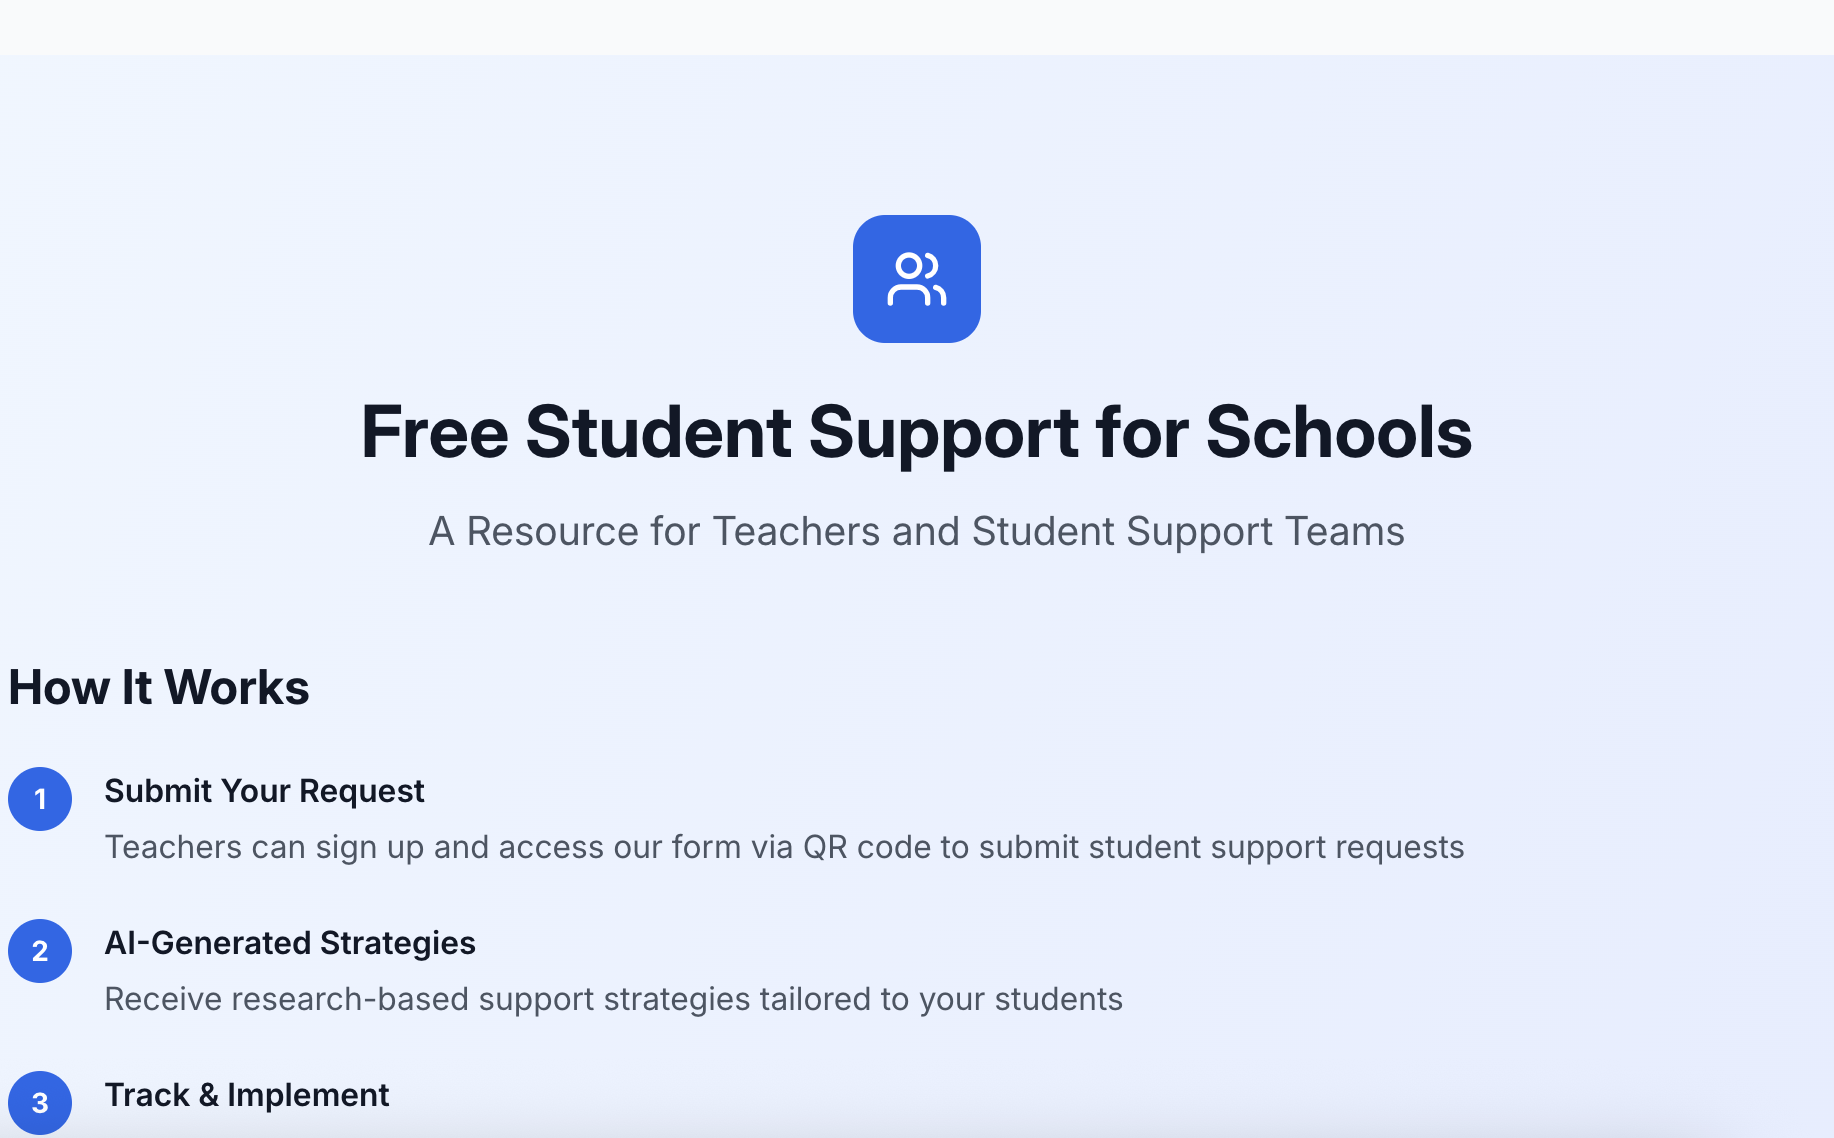 Free Student Support for Schools
A Resource for Teachers and Student Support Teams
How It Works
1
Submit Your Request
Teachers can sign up and access our form via QR code to submit student support requests
2
AI-Generated Strategies
Receive research-based support strategies tailored to your students
3
Track & Implement